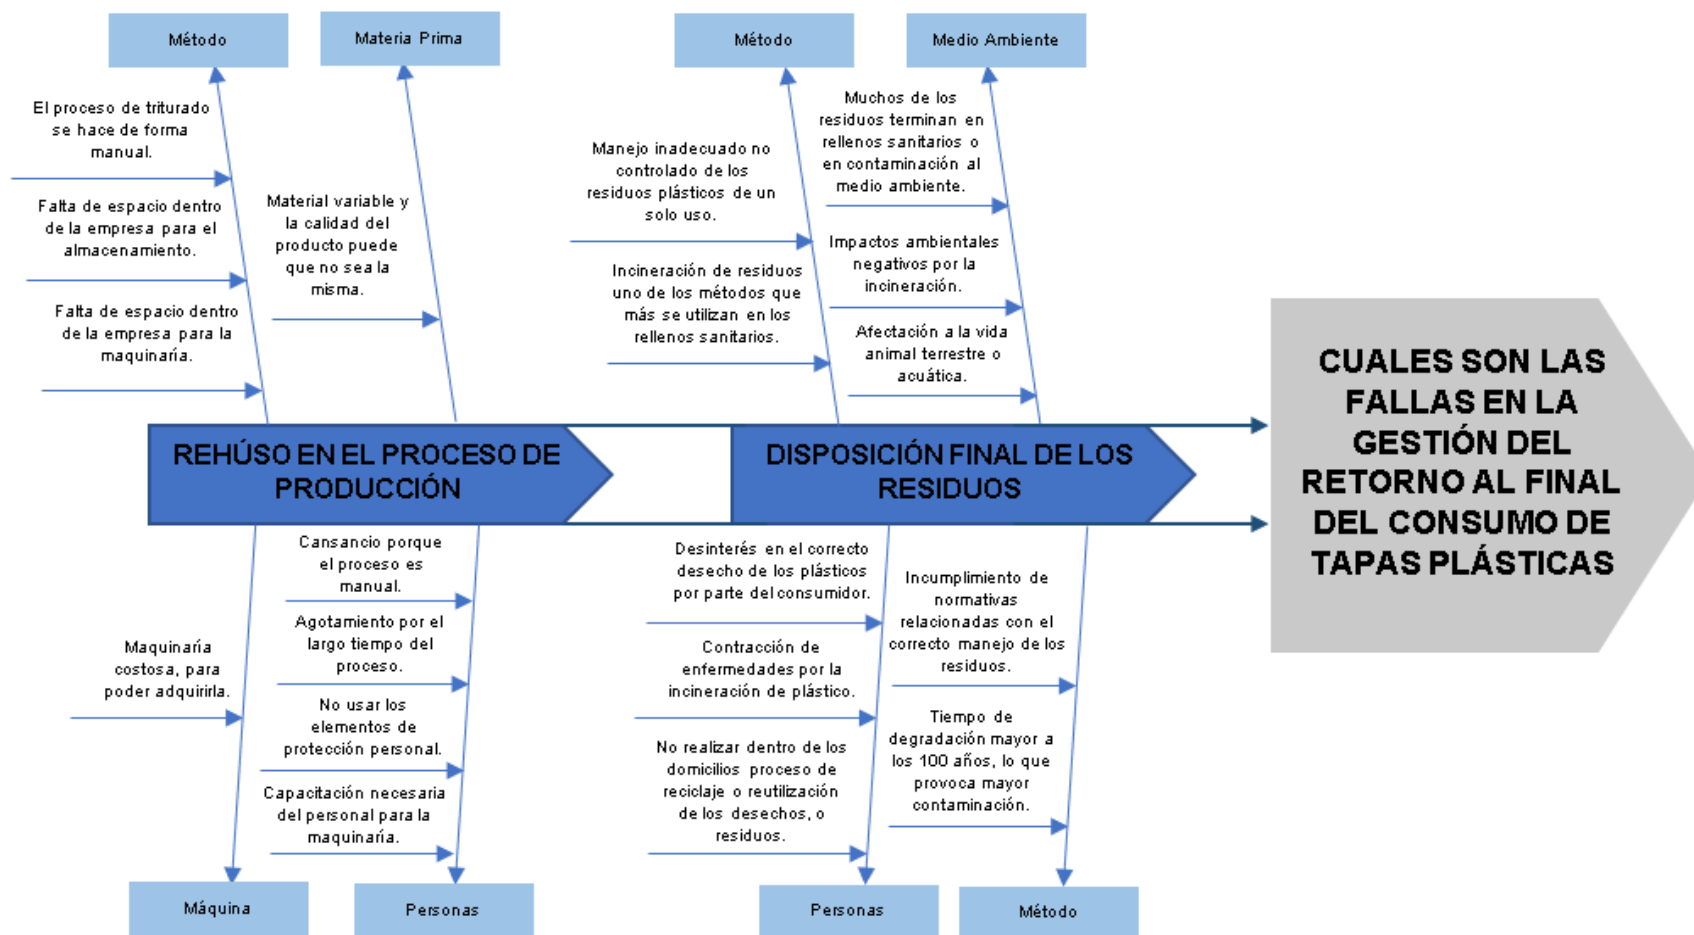 Método
Materia Prima
Método
Medio Ambiente
El proceso de triturado
se hace de forma
manual.
Falta de espacio dentro
de la empresa para el
almacenamiento.
Falta de espacio dentro
de la empresa para la
maquinaría.
Material variable y
la calidad del
producto puede
que no sea la
misma.
Manejo inadecuado no
controlado de los
residuos plásticos de un
solo uso.
Incineración de residuos
uno de los métodos que
más se utilizan en los
rellenos sanitarios.
Muchos de los
residuos terminan en
rellenos sanitarios o
en contaminación al
medio ambiente.
Impactos ambientales
negativos por la
incineración.
Afectación a la vida
animal terrestre o
acuática.
REHÚSO EN EL PROCESO DE
PRODUCCIÓN
DISPOSICIÓN FINAL DE LOS
RESIDUOS
CUALES SON LAS
FALLAS EN LA
GESTIÓN DEL
RETORNO AL FINAL
DEL CONSUMO DE
TAPAS PLÁSTICAS
Maquinaría
costosa, para
poder adquirirla.
Cansancio porque
el proceso es
manual.
Agotamiento por el
largo tiempo del
proceso.
No usar los
elementos de
protección personal.
Capacitación necesaria
del personal para la
maquinaría.
Desinterés en el correcto
desecho de los plásticos
por parte del consumidor.
Contracción de
enfermedades por la
incineración de plástico.
No realizar dentro de los
domicilios proceso de
reciclaje o reutilización
de los desechos, o
residuos.
Incumplimiento de
normativas
relacionadas con el
correcto manejo de los
residuos.
Tiempo de
degradación mayor a
los 100 años, lo que
provoca mayor
contaminación.
Máquina
Personas
Personas
Método